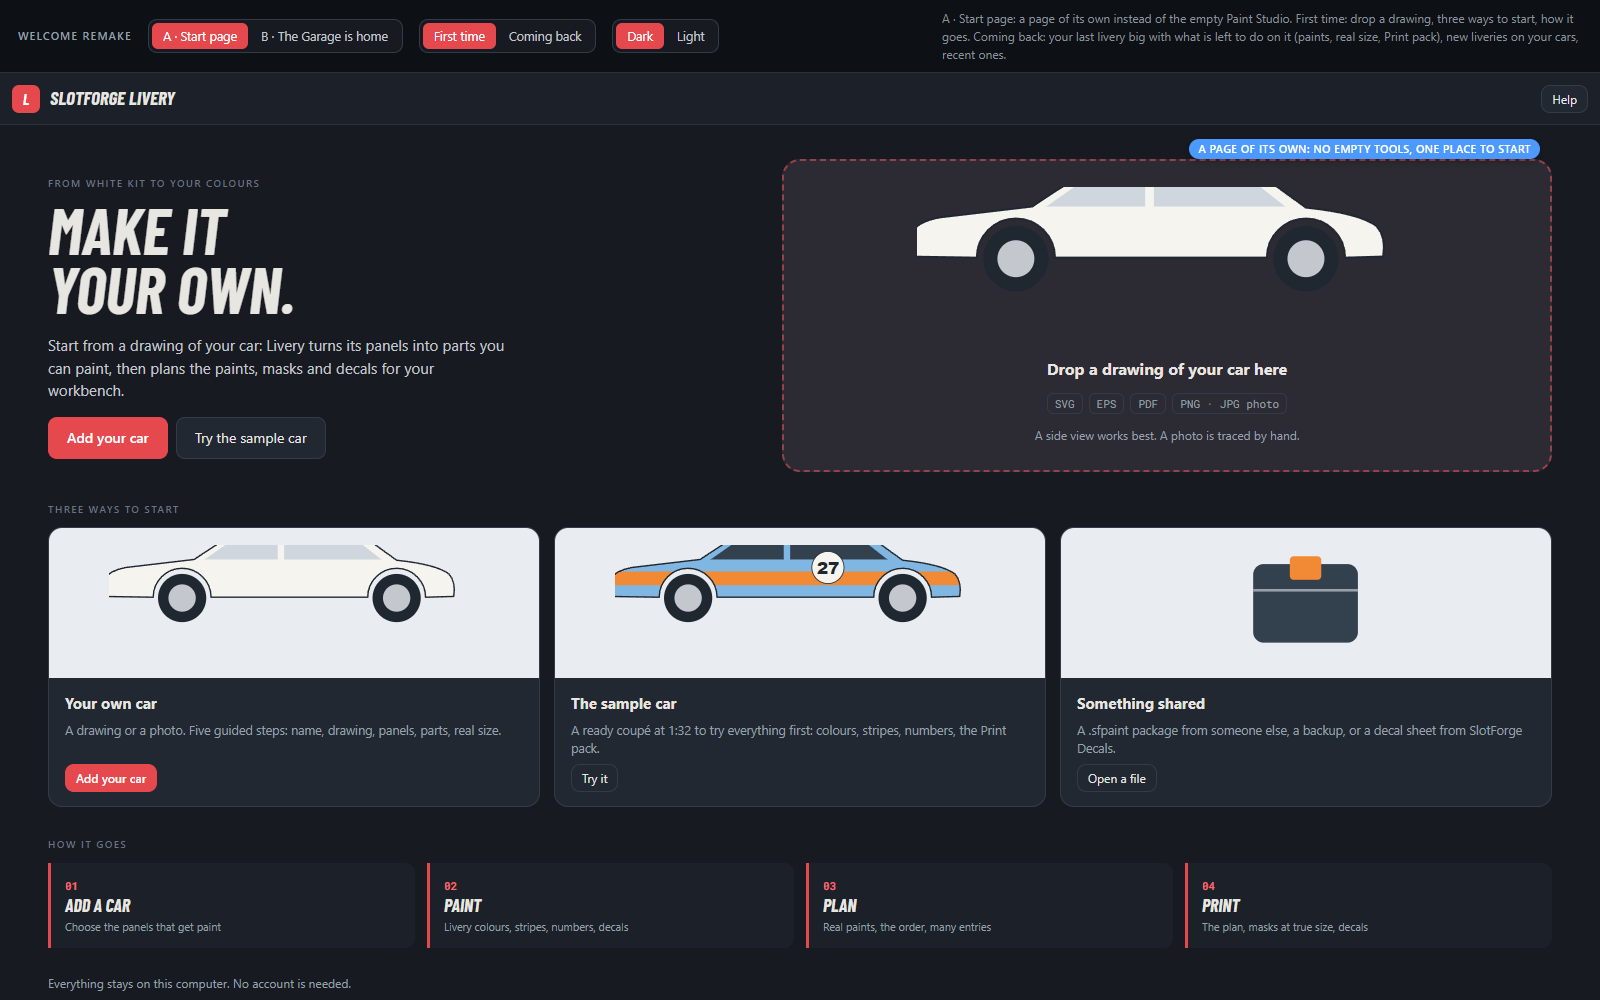 WELCOME REMAKE
A · Start page
B · The Garage is home
First time
Coming back
Dark
Light
A · Start page: a page of its own instead of the empty Paint Studio. First time: drop a drawing, three ways to start, how it
goes. Coming back: your last livery big with what is left to do on it (paints, real size, Print pack), new liveries on your cars,
recent ones.
L
SLOTFORGE LIVERY
Help
A PAGE OF ITS OWN: NO EMPTY TOOLS, ONE PLACE TO START
FROM WHITE KIT TO YOUR COLOURS
MAKE IT
YOUR OWN.
Start from a drawing of your car: Livery turns its panels into parts you
can paint, then plans the paints, masks and decals for your
workbench.
Add your car
Try the sample car
Drop a drawing of your car here
SVG
EPS
PDF
PNG · JPG photo
A side view works best. A photo is traced by hand.
THREE WAYS TO START
Your own car
A drawing or a photo. Five guided steps: name, drawing, panels, parts, real size.
Add your car
27
The sample car
A ready coupé at 1:32 to try everything first: colours, stripes, numbers, the Print
pack.
Try it
Something shared
A .sfpaint package from someone else, a backup, or a decal sheet from SlotForge
Decals.
Open a file
HOW IT GOES
01
ADD A CAR
Choose the panels that get paint
02
PAINT
Livery colours, stripes, numbers, decals
03
PLAN
Real paints, the order, many entries
04
PRINT
The plan, masks at true size, decals
Everything stays on this computer. No account is needed.